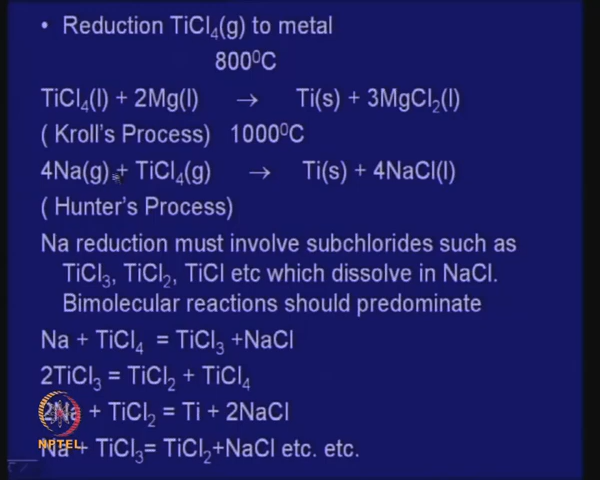 • Reduction TiCl₄(g) to metal
800⁰C
TiCl₄(l) + 2Mg(l) → Ti(s) + 3MgCl₂(l)
( Kroll's Process) 1000⁰C
4Na(g) + TiCl₄(g) → Ti(s) + 4NaCl(l)
( Hunter's Process)
Na reduction must involve subchlorides such as
TiCl₃, TiCl₂, TiCl etc which dissolve in NaCl.
Bimolecular reactions should predominate
Na + TiCl₄ = TiCl₃ +NaCl
2TiCl₃ = TiCl₂ + TiCl₄
2Na + TiCl₂ = Ti + 2NaCl
Na + TiCl₃= TiCl₂+NaCl etc. etc.
NPTEL